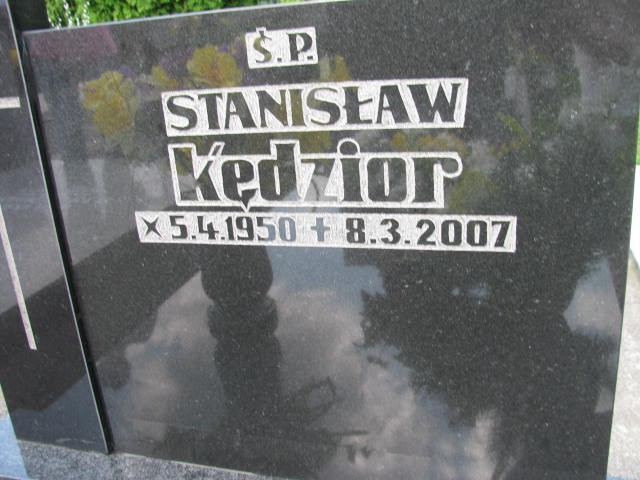 Ś.P.
STANISŁAW
Kędzior
×5.4.1950 † 8.3.2007